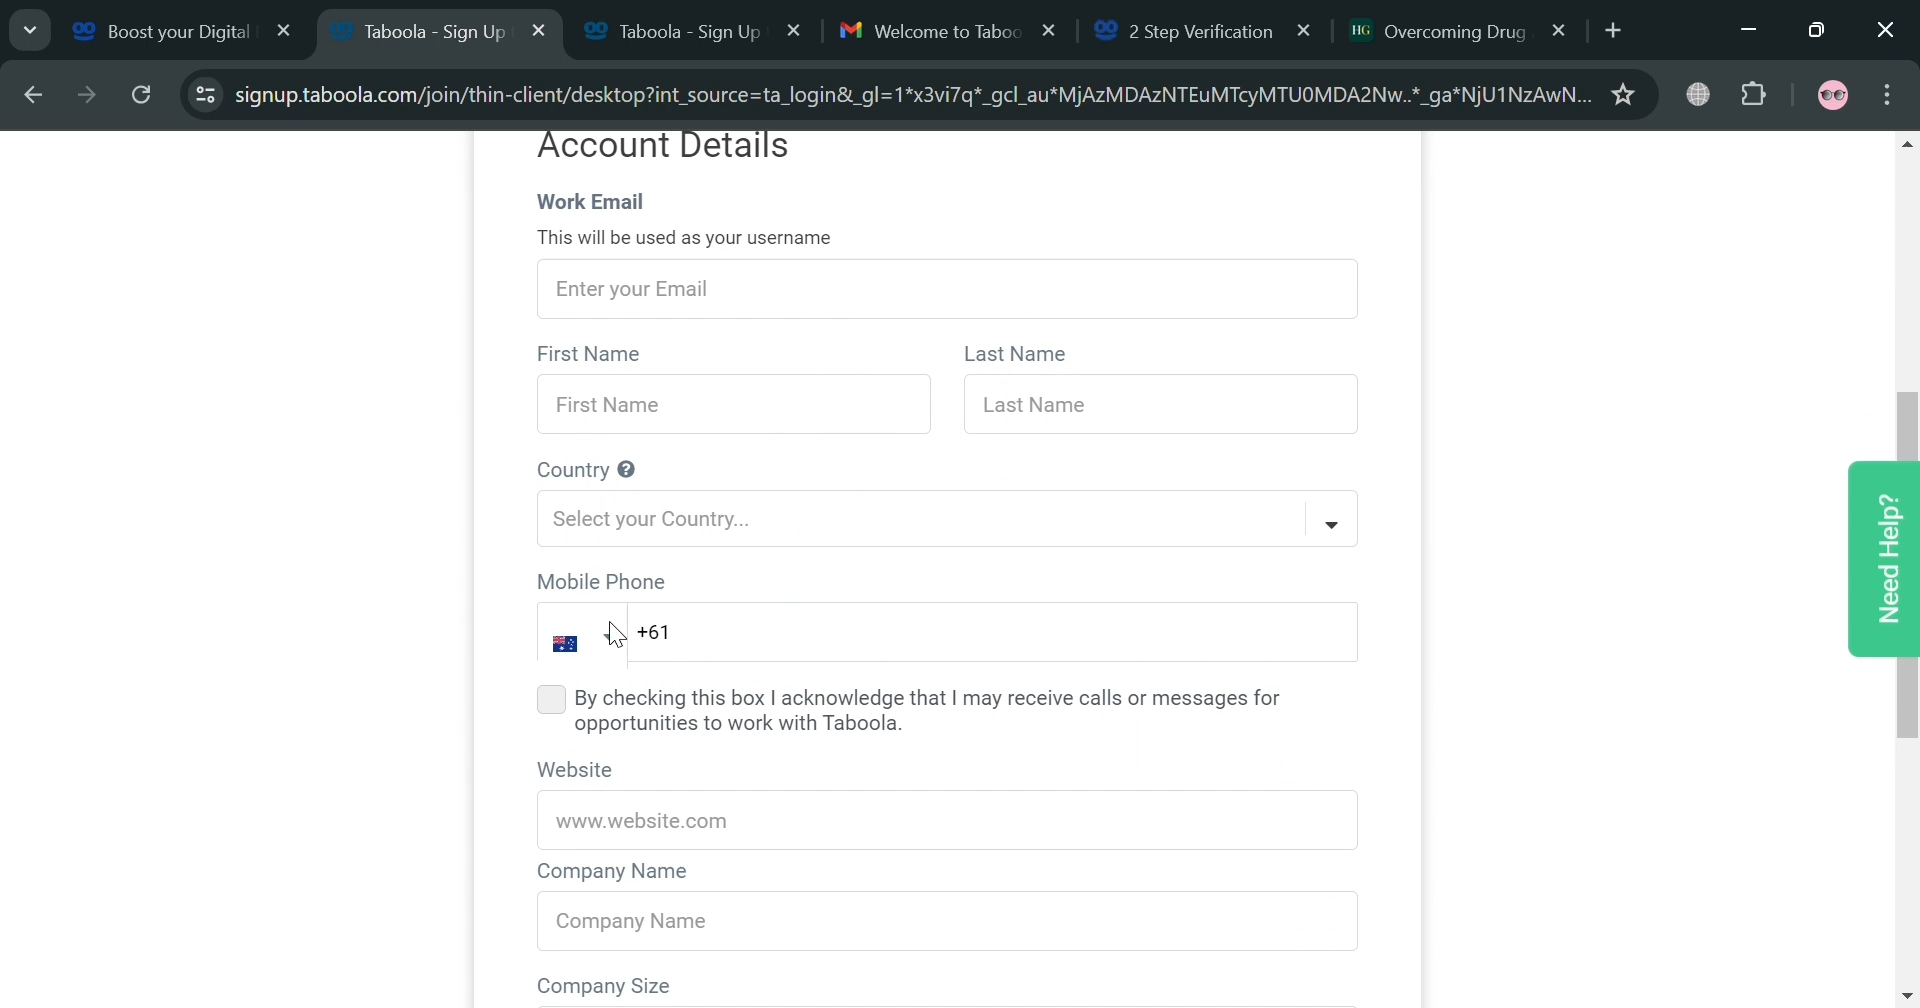 Boost your Digital
Taboola - Sign Up
Taboola - Sign Up
Welcome to Taboo
2 Step Verification
HG
Overcoming Drug
signup.taboola.com/join/thin-client/desktop?int_source=ta_login&_gl=1*x3vi7q*_gcl_au*MjAzMDAzNTEuMTcyMTU0MDA2Nw..*_ga*NjU1NzAwN...
Account Details
Work Email
This will be used as your username
Enter your Email
First Name
Last Name
First Name
Last Name
Country ?
Select your Country...
Mobile Phone
+61
By checking this box I acknowledge that I may receive calls or messages for
opportunities to work with Taboola.
Website
www.website.com
Company Name
Company Name
Company Size
Need Help?